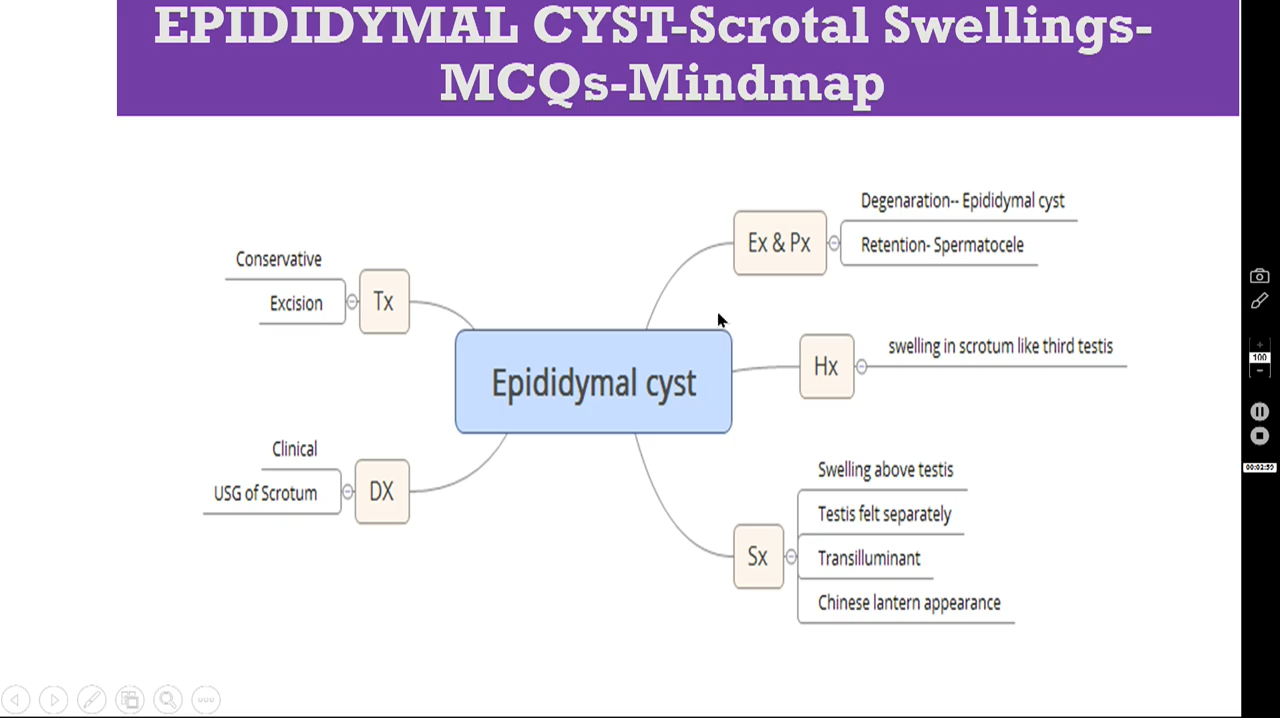 EPIDIDYMAL CYST-Scrotal Swellings-
MCQs-Mindmap
Conservative
Excision
Tx
Clinical
USG of Scrotum
DX
Epididymal cyst
Ex & Px
Degenaration-- Epididymal cyst
Retention- Spermatocele
Hx
swelling in scrotum like third testis
Sx
Swelling above testis
Testis felt separately
Transilluminant
Chinese lantern appearance
100
00:02:59